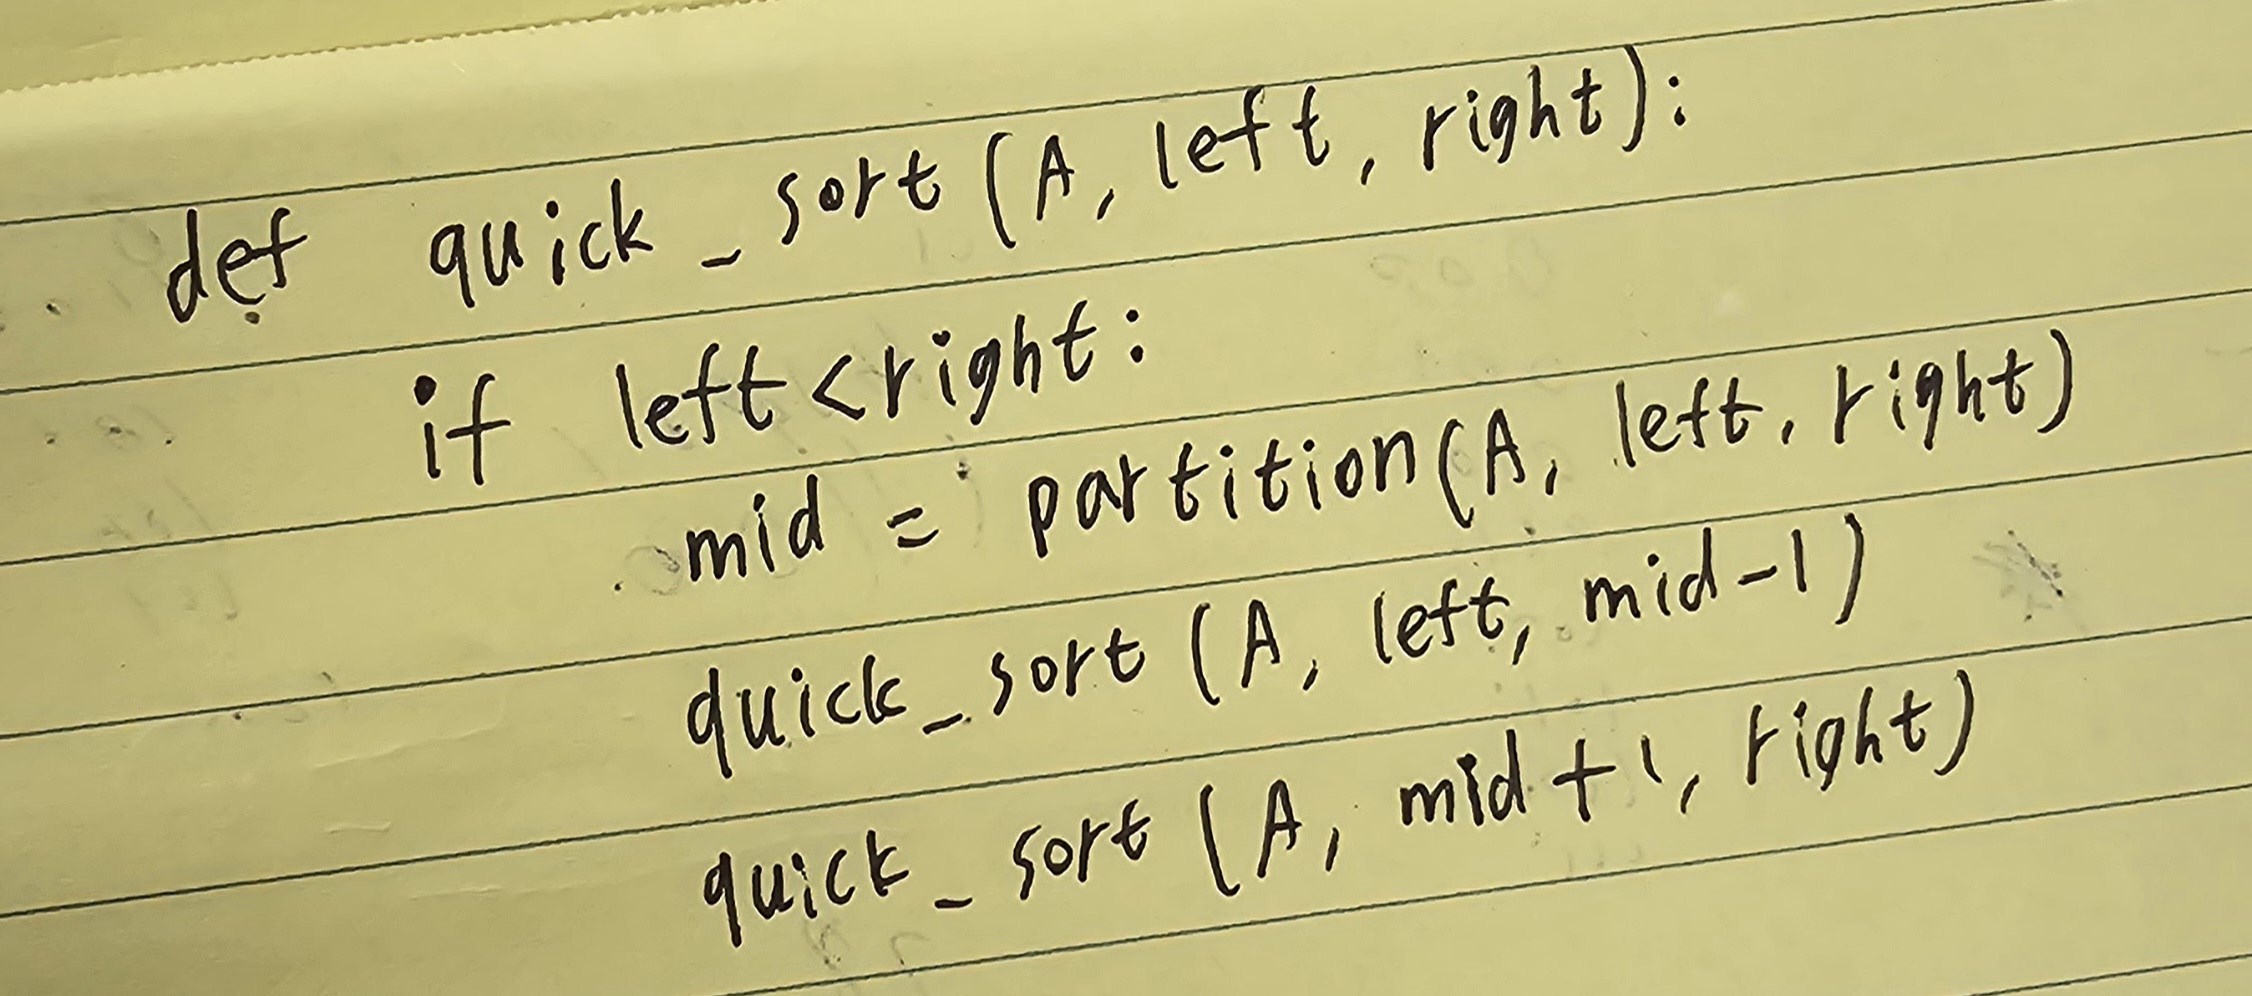 def quick_sort (A, left, right):
if left<right:
mid = partition(A, left, right)
quick_sort (A, left, mid-1)
quick_sort (A, mid+1, right)